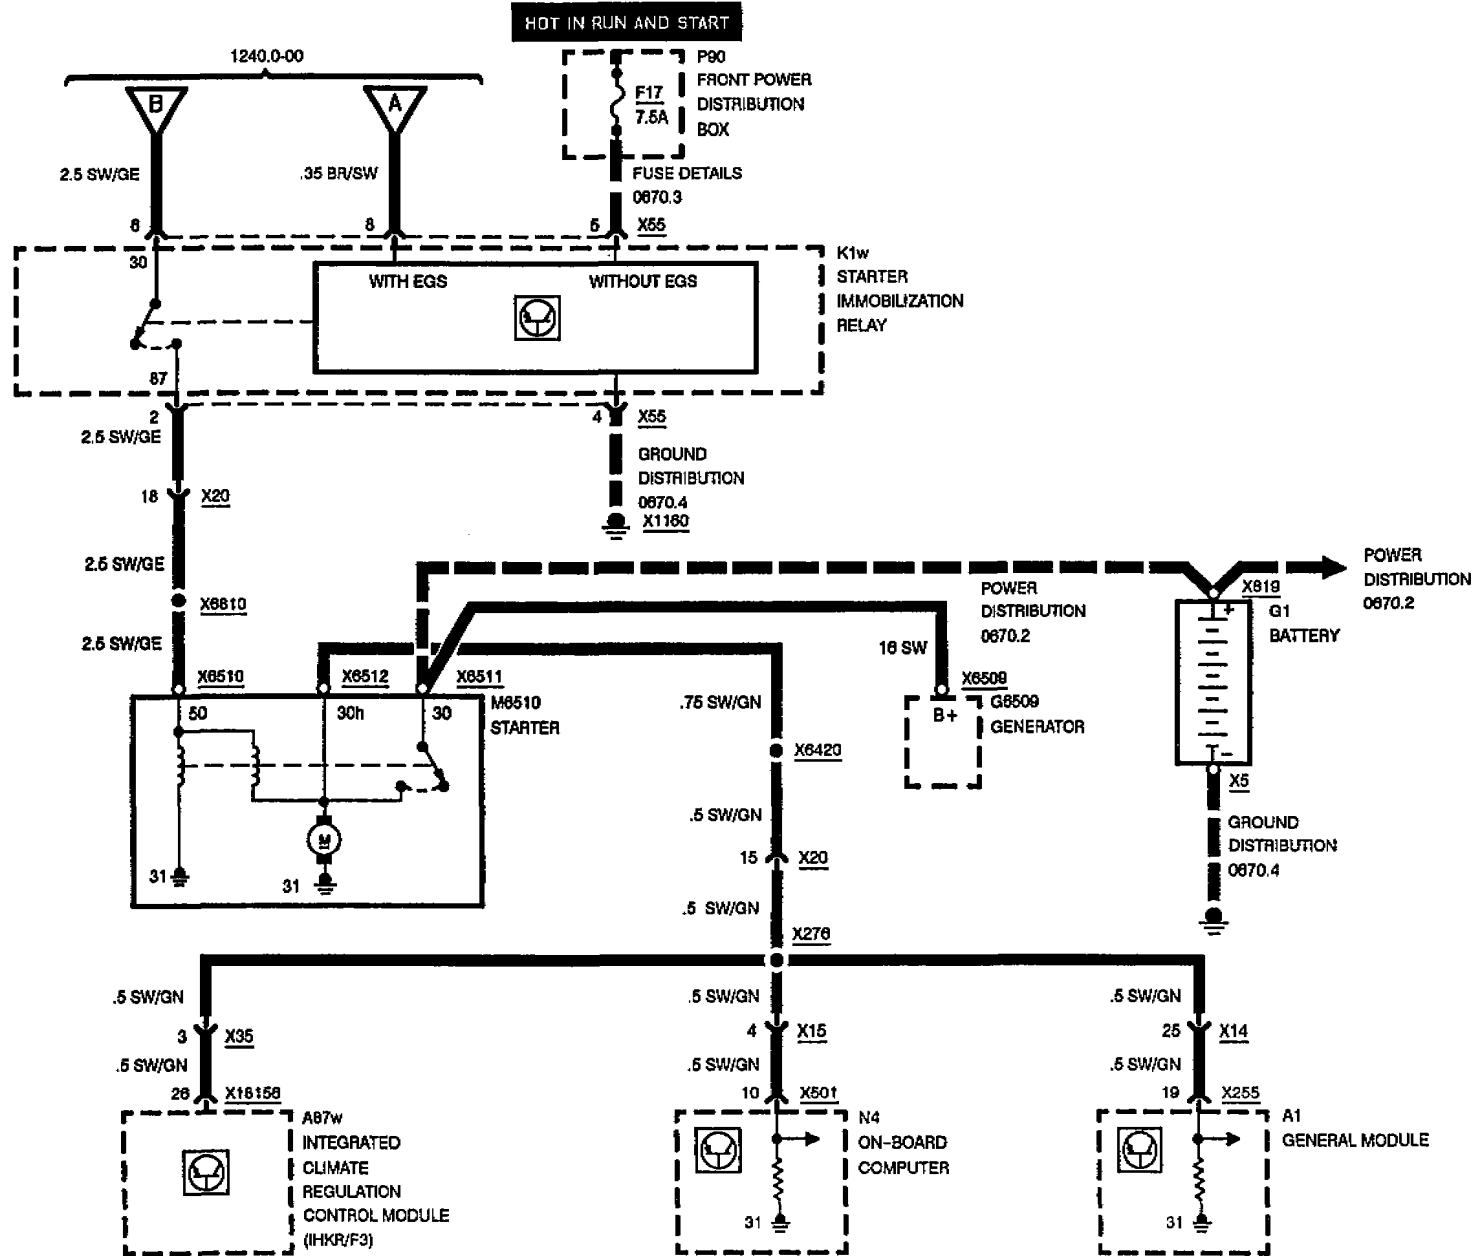 HOT IN RUN AND START
1240.0-00
P90
FRONT POWER
DISTRIBUTION
BOX
F17
7.5A
B
A
2.5 SW/GE
.35 BR/SW
FUSE DETAILS
0670.3
6
8
5
X55
30
WITH EGS
WITHOUT EGS
K1w
STARTER
IMMOBILIZATION
RELAY
87
2
4
X55
2.5 SW/GE
GROUND
DISTRIBUTION
0670.4
X1160
18
X20
2.5 SW/GE
X6810
2.5 SW/GE
POWER
DISTRIBUTION
0670.2
POWER
DISTRIBUTION
0670.2
X619
+
G1
BATTERY
–
16 SW
X6510
X6512
X6511
X6509
50
30h
30
M6510
STARTER
.75 SW/GN
B+
G6509
GENERATOR
X6420
X5
M
.5 SW/GN
GROUND
DISTRIBUTION
0670.4
15
X20
31
31
.5 SW/GN
X276
.5 SW/GN
.5 SW/GN
.5 SW/GN
3
X35
4
X15
25
X14
.5 SW/GN
.5 SW/GN
.5 SW/GN
26
X18156
10
X501
19
X255
A87w
INTEGRATED
CLIMATE
REGULATION
CONTROL MODULE
(IHKR/F3)
N4
ON-BOARD
COMPUTER
A1
GENERAL MODULE
31
31